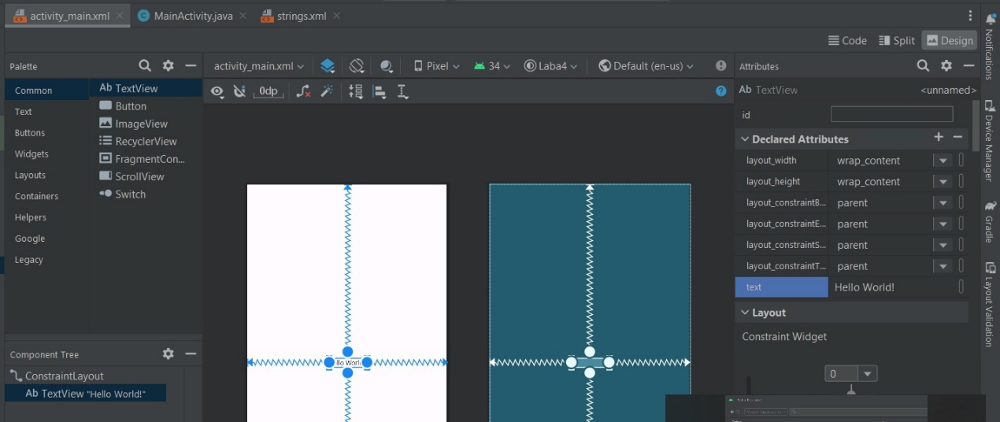 activity_main.xml MainActivity.java strings.xml
Code Split Design
Palette
Common
Text
Buttons
Widgets
Layouts
Containers
Helpers
Google
Legacy
Ab TextView
Button
ImageView
RecyclerView
FragmentCon...
ScrollView
Switch
Component Tree
ConstraintLayout
Ab TextView "Hello World!"
activity_main.xml Pixel 34 Laba4 Default (en-us)
0dp
llo Worl
Attributes
Ab TextView <unnamed>
id
Declared Attributes
layout_width wrap_content
layout_height wrap_content
layout_constraintB... parent
layout_constraintE... parent
layout_constraintS... parent
layout_constraintT... parent
text Hello World!
Layout
Constraint Widget
0
Notifications
Device Manager
Gradle
Layout Validation